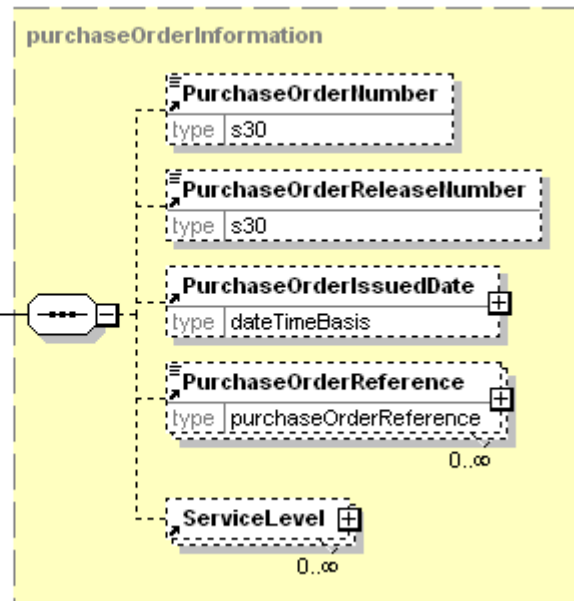 purchaseOrderInformation
PurchaseOrderNumber
type s30
PurchaseOrderReleaseNumber
type s30
PurchaseOrderIssuedDate
type dateTimeBasis
PurchaseOrderReference
type purchaseOrderReference
0..∞
ServiceLevel
0..∞